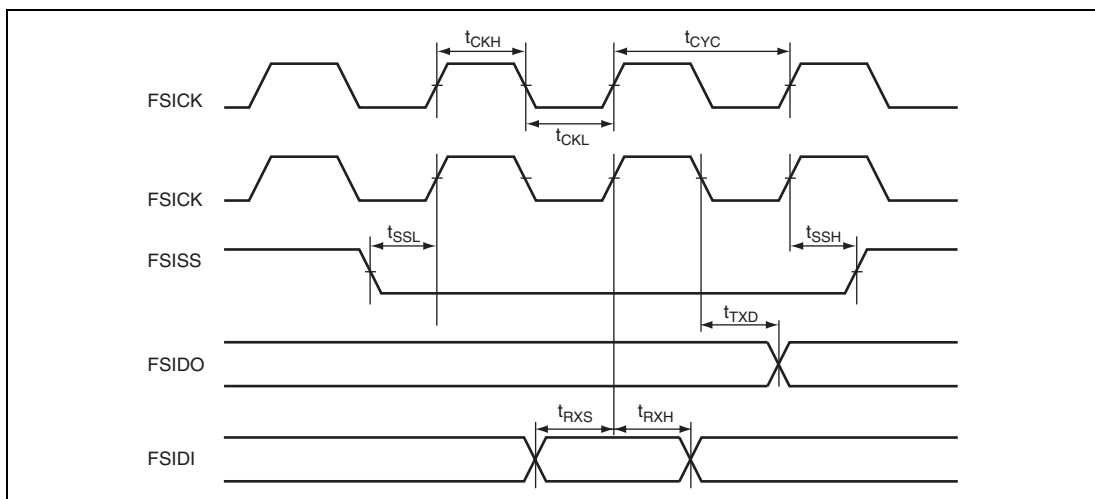 tCKH
tCYC
FSICK
tCKL
FSICK
tSSL
tSSH
FSISS
tTXD
FSIDO
tRXS
tRXH
FSIDI